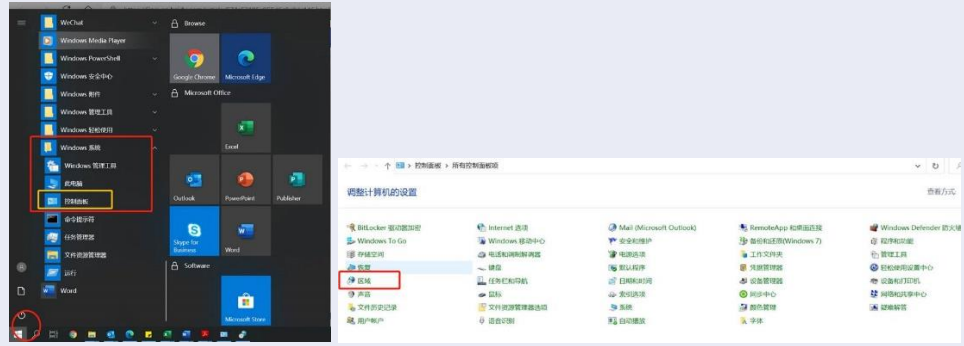 WeChat
Windows Media Player
Windows PowerShell
Windows 安全中心
Windows 附件
Windows 管理工具
Windows 轻松使用
Windows 系统
Windows 管理工具
此电脑
控制面板
命令提示符
任务管理器
文件资源管理器
运行
Word
Browse
Google Chrome
Microsoft Edge
Microsoft Office
Excel
Outlook
PowerPoint
Publisher
Skype for
Business
Word
Software
Microsoft Store
控制面板 > 所有控制面板项
调整计算机的设置
查看方式
BitLocker 驱动器加密
Internet 选项
Mail (Microsoft Outlook)
RemoteApp 和桌面连接
Windows Defender 防火墙
Windows To Go
Windows 移动中心
安全和维护
备份和还原(Windows 7)
程序和功能
存储空间
电话和调制解调器
电源选项
工作文件夹
管理工具
恢复
键盘
默认程序
凭据管理器
轻松使用设置中心
区域
任务栏和导航
日期和时间
设备管理器
设备和打印机
声音
鼠标
索引选项
同步中心
网络和共享中心
文件历史记录
文件资源管理器选项
系统
颜色管理
疑难解答
用户帐户
语音识别
自动播放
字体